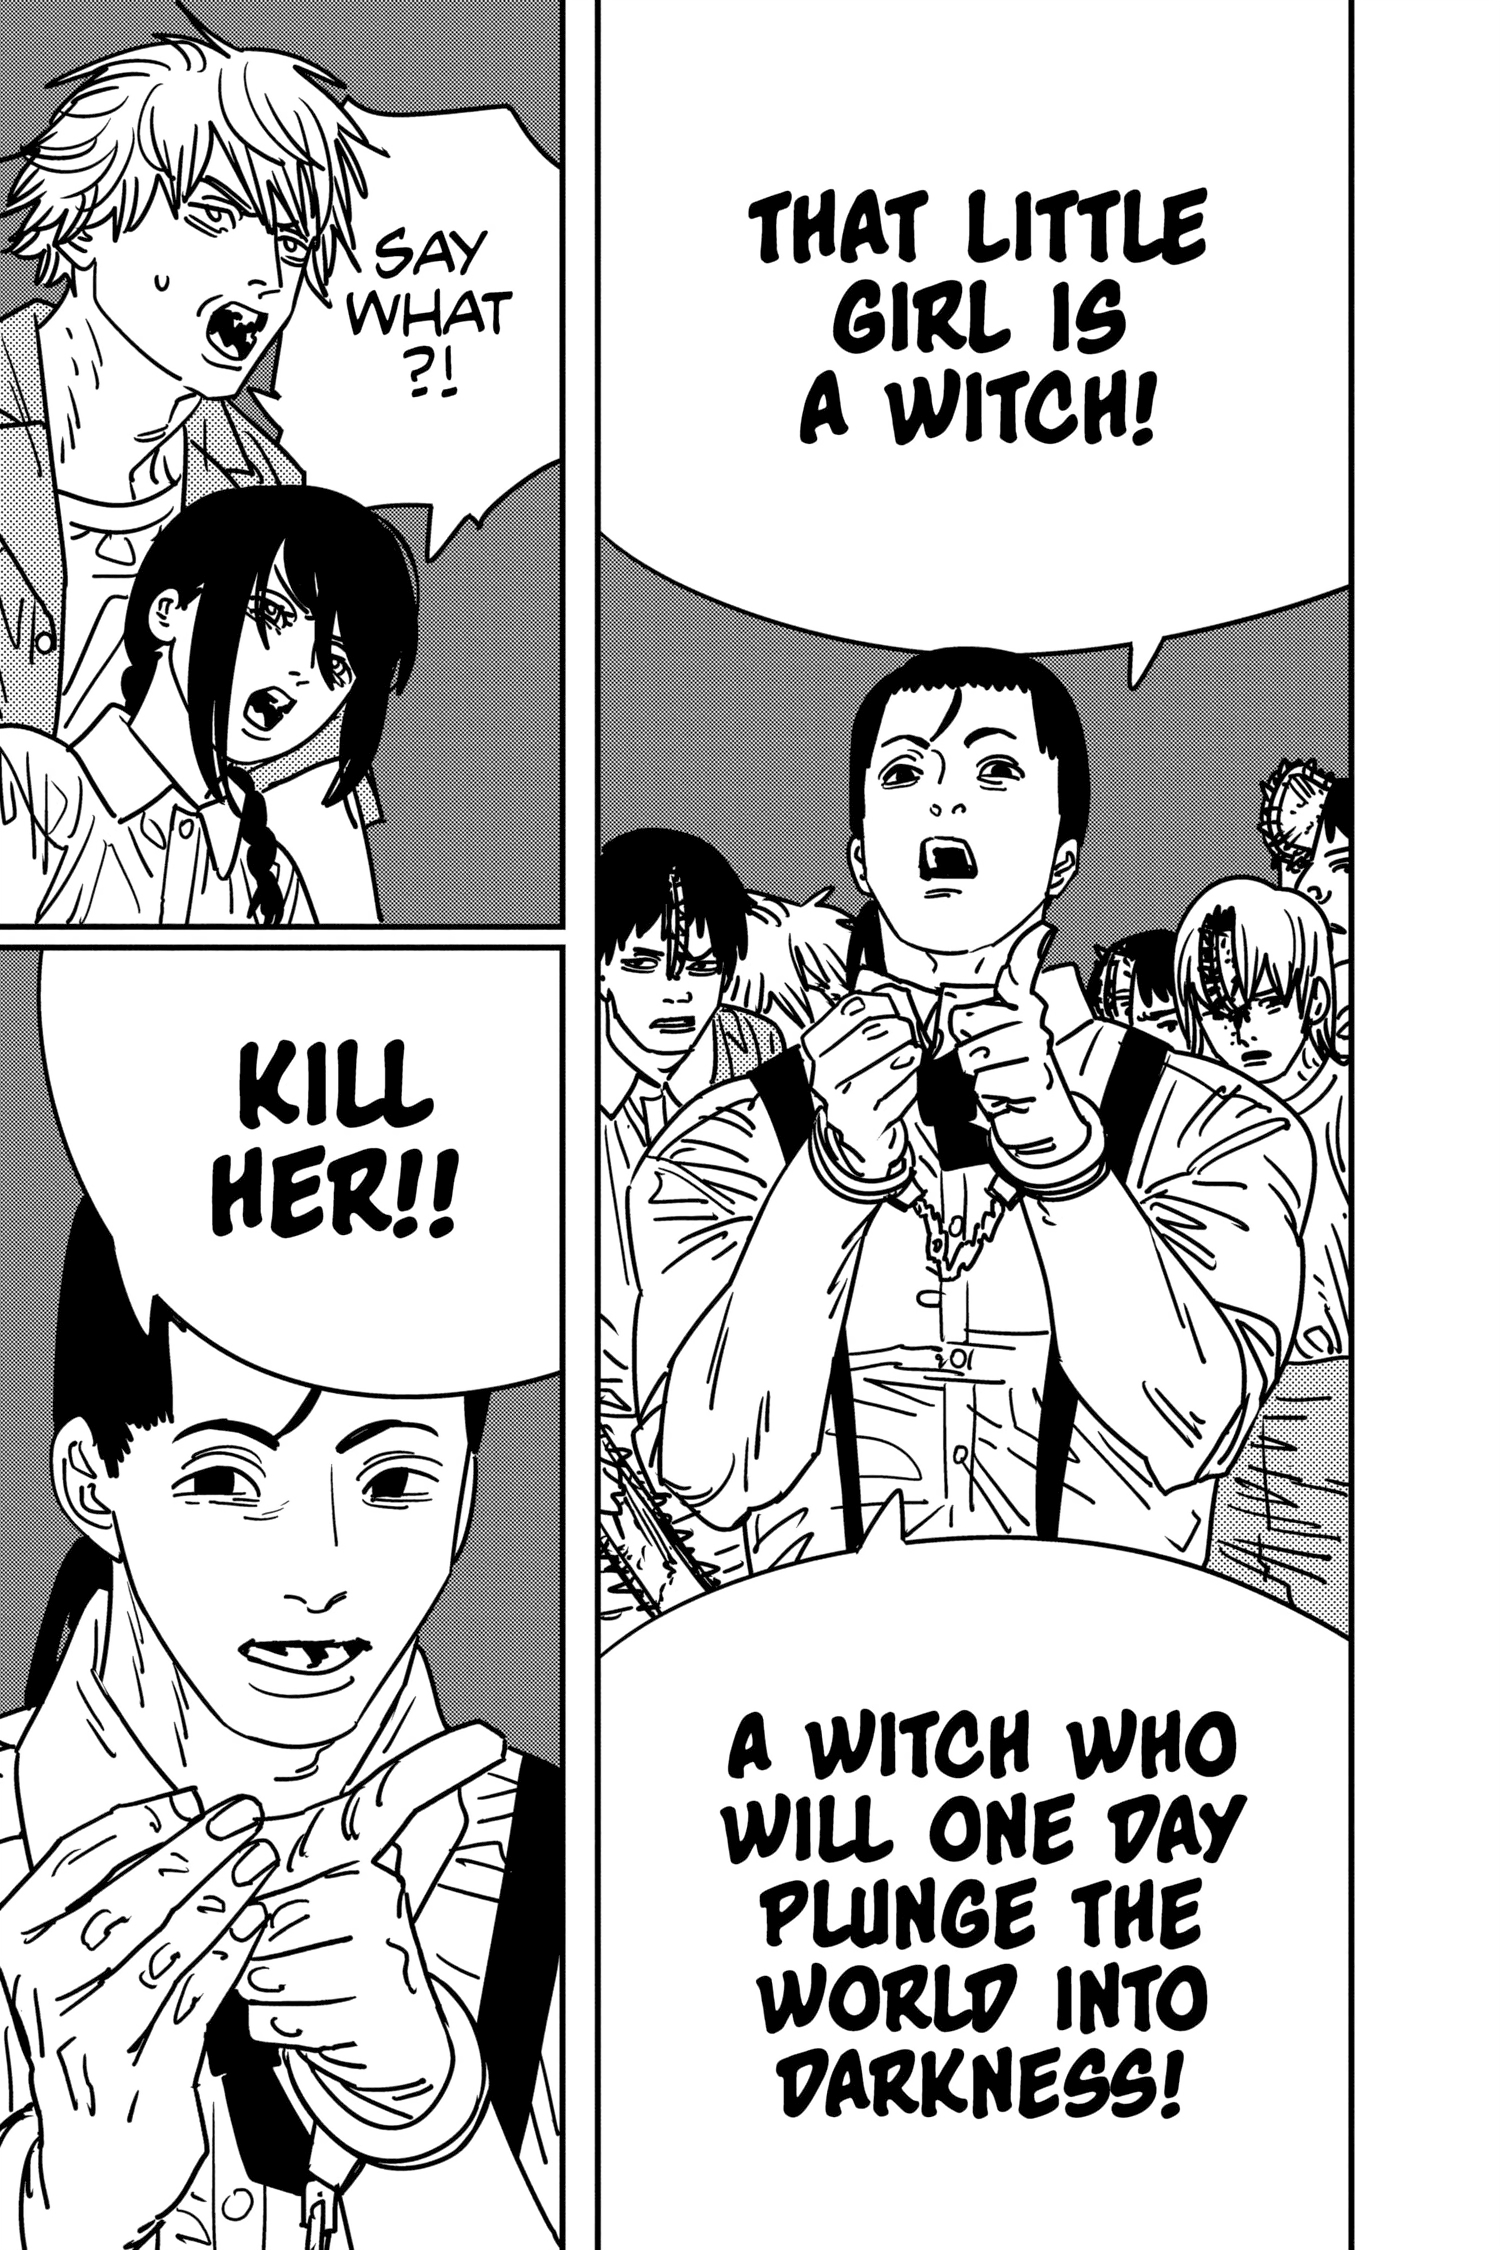 THAT LITTLE
GIRL IS
A WITCH!
A WITCH WHO
WILL ONE DAY
PLUNGE THE
WORLD INTO
DARKNESS!
SAY
WHAT
?!
KILL
HER!!